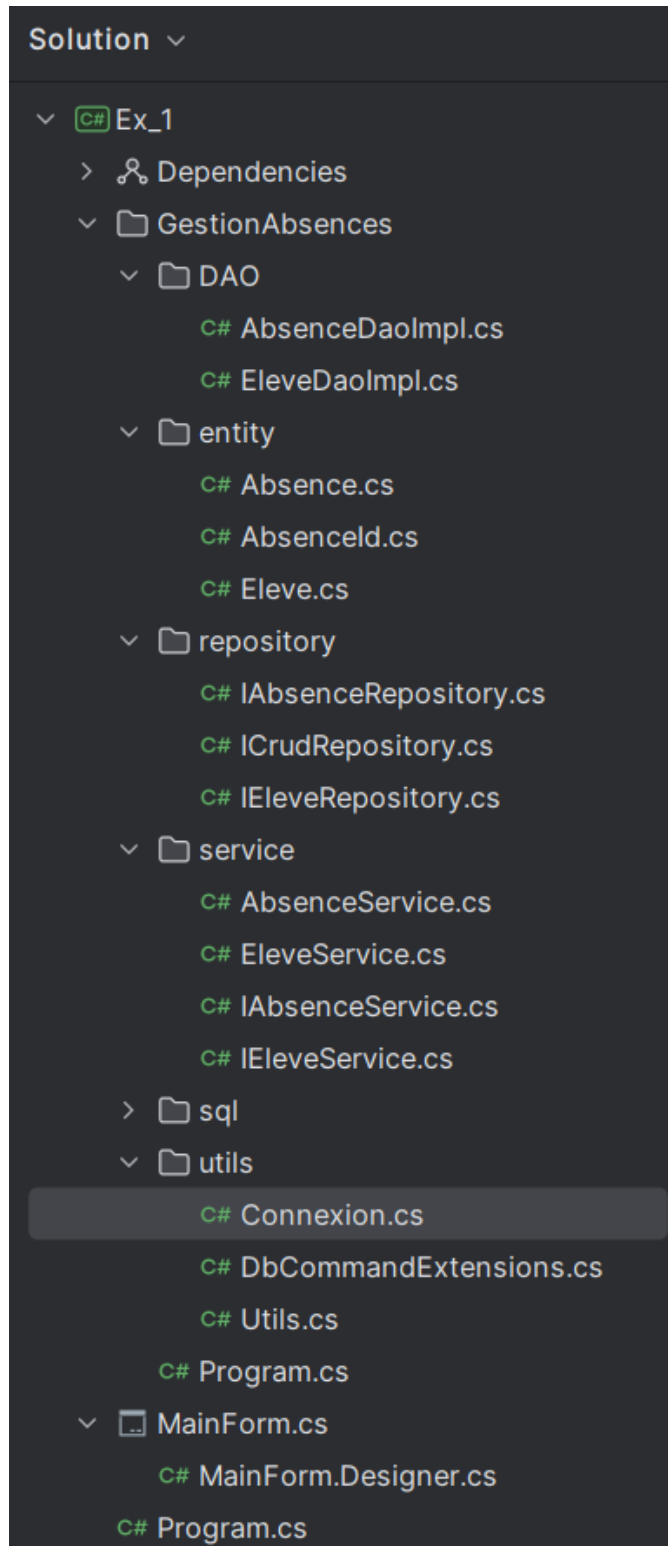 Solution
C# Ex_1
Dependencies
GestionAbsences
DAO
C# AbsenceDaoImpl.cs
C# EleveDaoImpl.cs
entity
C# Absence.cs
C# AbsenceId.cs
C# Eleve.cs
repository
C# IAbsenceRepository.cs
C# ICrudRepository.cs
C# IEleveRepository.cs
service
C# AbsenceService.cs
C# EleveService.cs
C# IAbsenceService.cs
C# IEleveService.cs
sql
utils
C# Connexion.cs
C# DbCommandExtensions.cs
C# Utils.cs
C# Program.cs
MainForm.cs
C# MainForm.Designer.cs
C# Program.cs